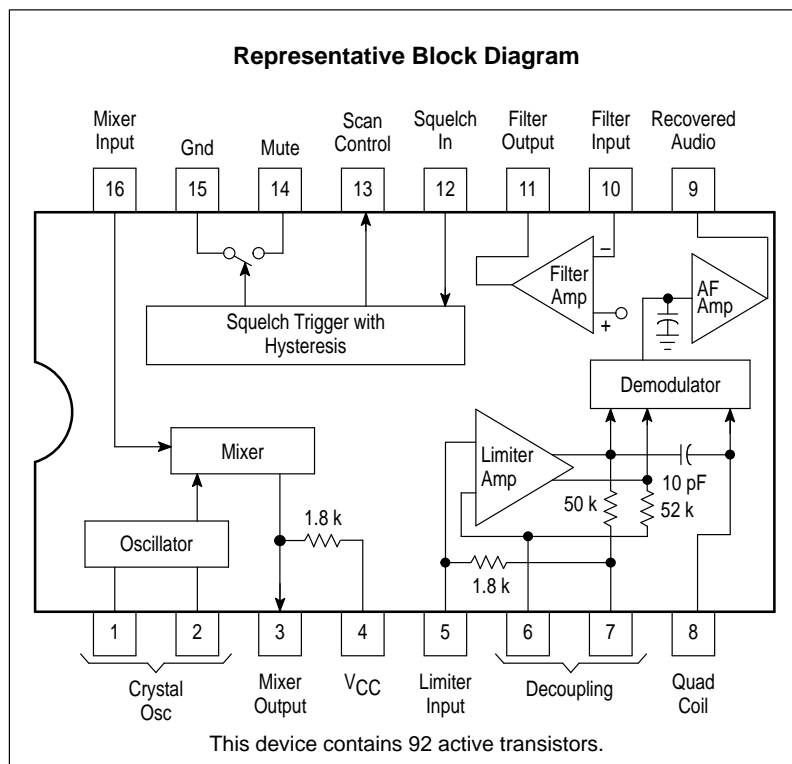 Representative Block Diagram
Mixer
Input
Gnd
Mute
Scan
Control
Squelch
In
Filter
Output
Filter
Input
Recovered
Audio
16
15
14
13
12
11
10
9
Filter
Amp
–
+
AF
Amp
Squelch Trigger with
Hysteresis
Demodulator
Mixer
Limiter
Amp
10 pF
50 k
52 k
1.8 k
Oscillator
1.8 k
1
2
3
4
5
6
7
8
Crystal
Osc
Mixer
Output
VCC
Limiter
Input
Decoupling
Quad
Coil
This device contains 92 active transistors.